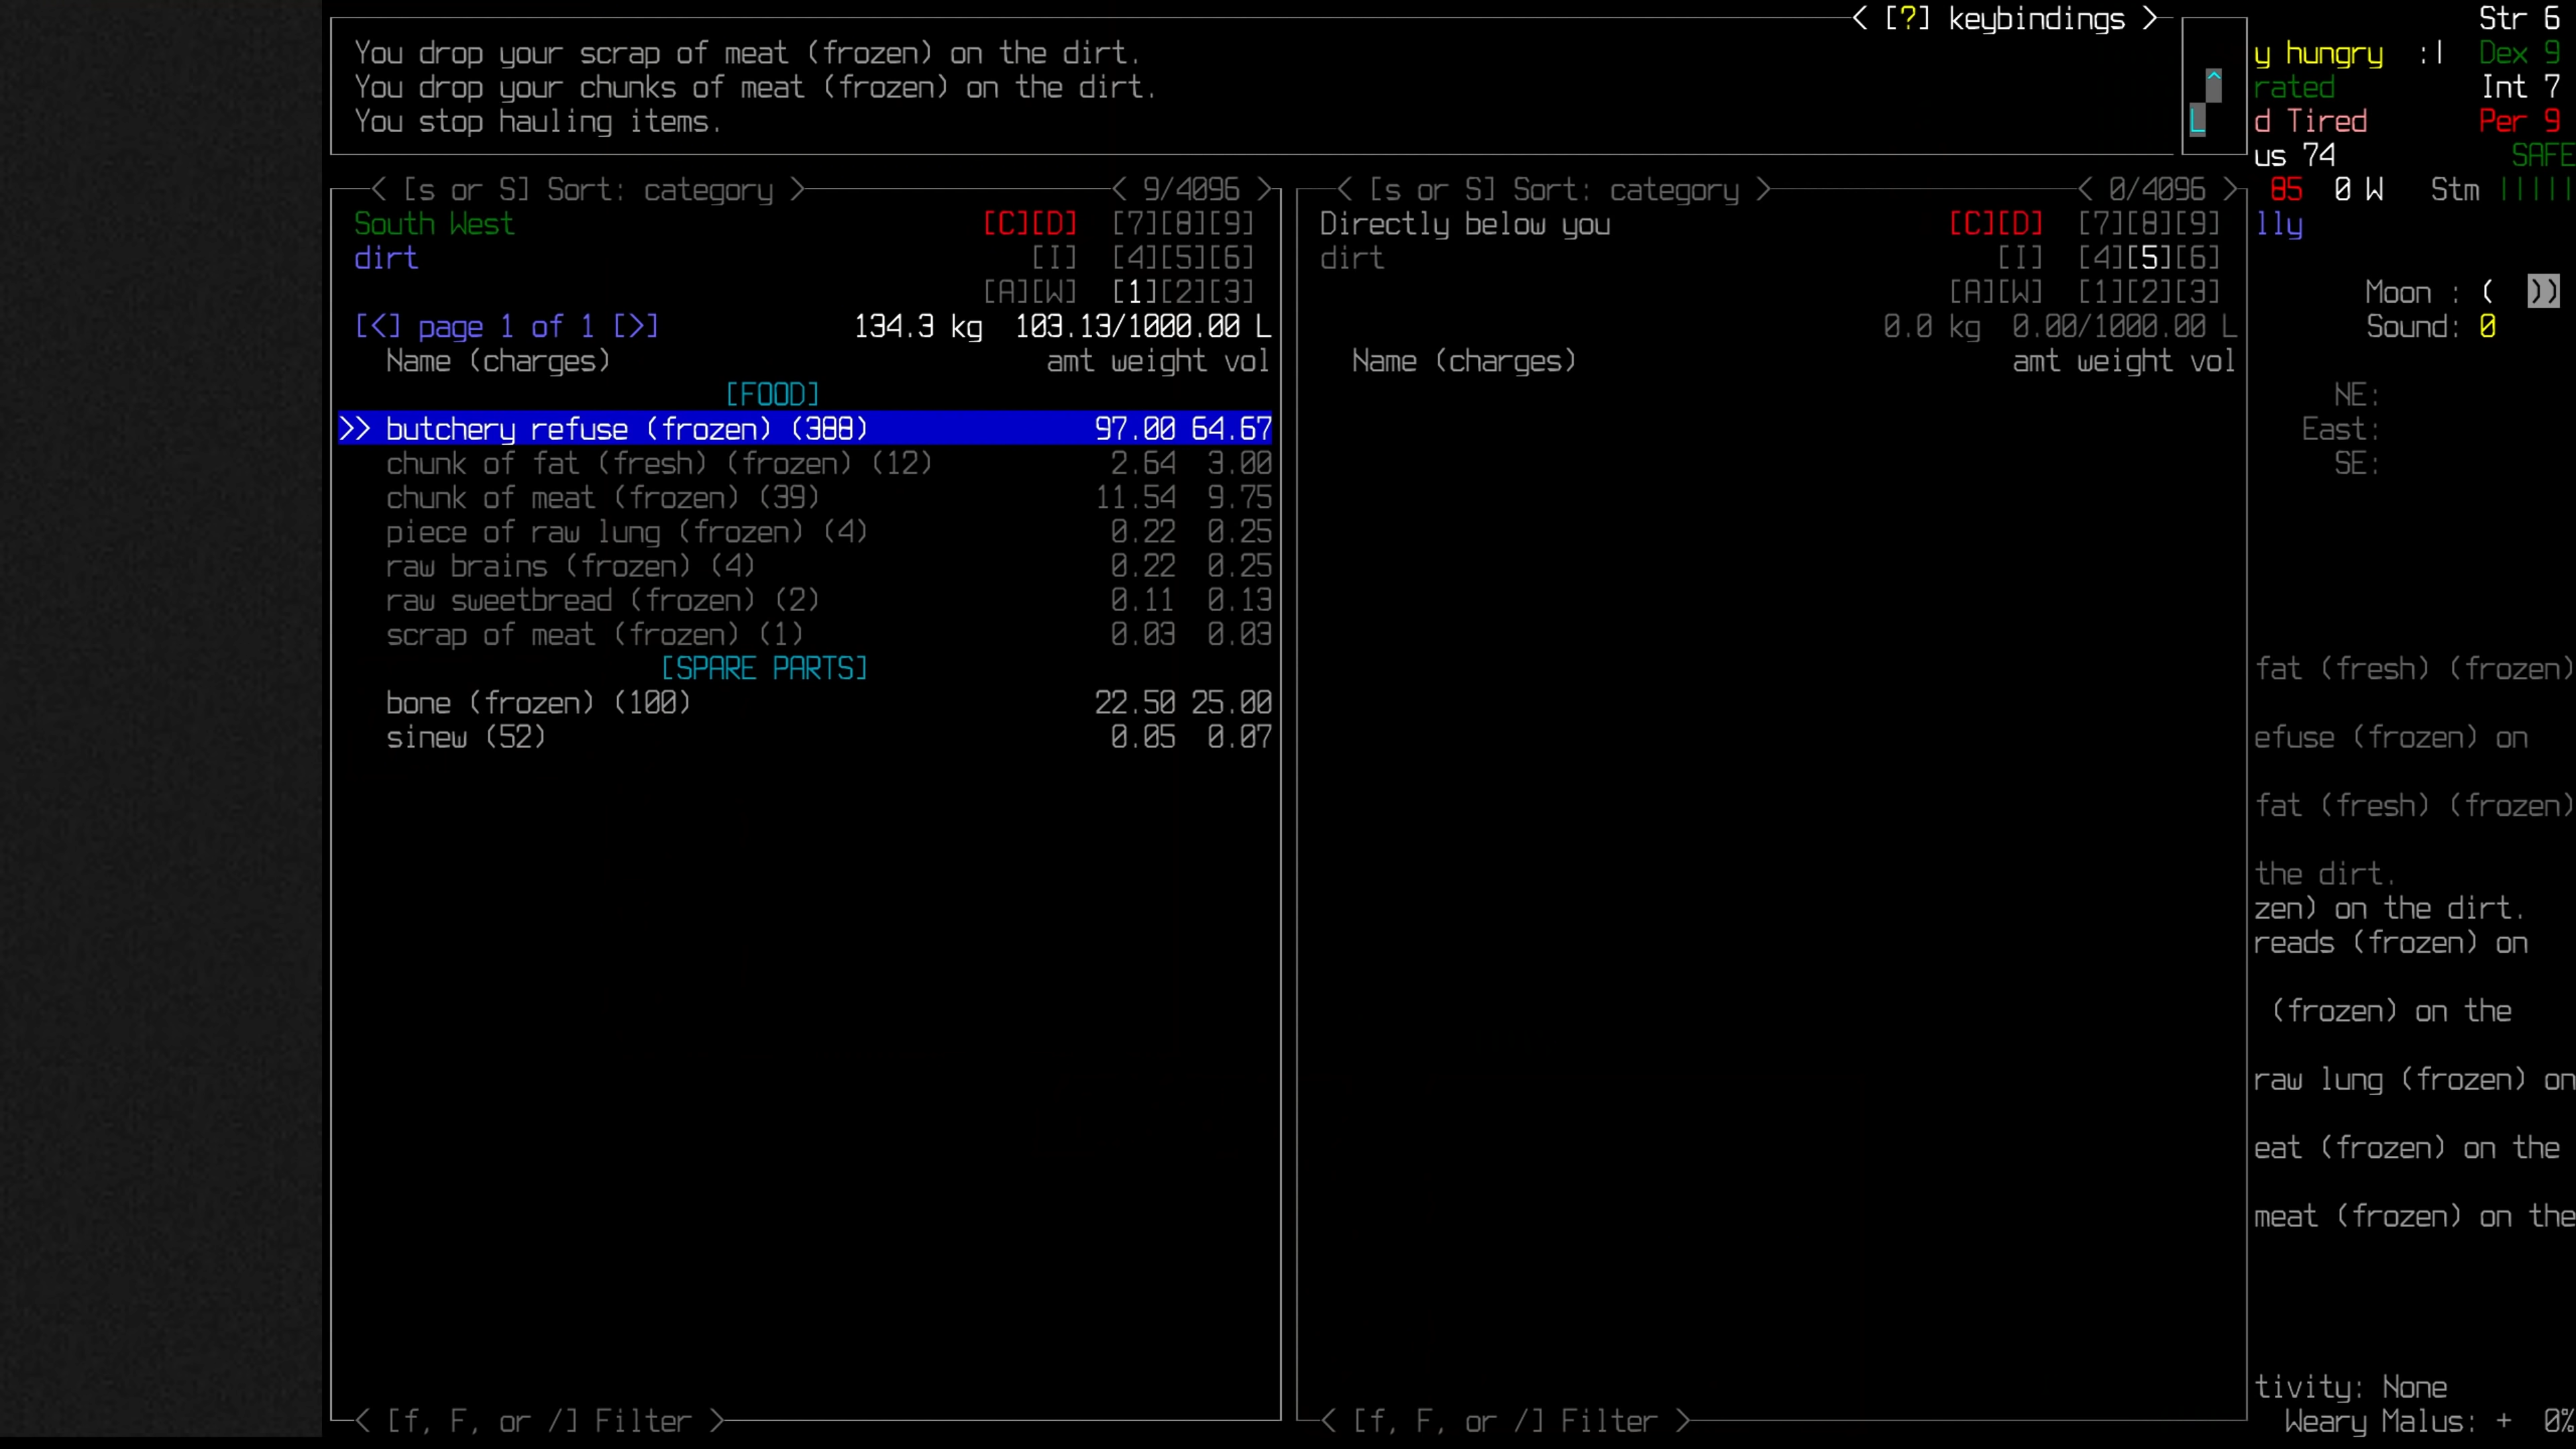 < [?] keybindings >
You drop your scrap of meat (frozen) on the dirt.
You drop your chunks of meat (frozen) on the dirt.
You stop hauling items.
^
L
< [s or S] Sort: category > < 9/4096 >
South West [C][D] [7][8][9]
dirt [I] [4][5][6]
[A][W] [1][2][3]
[<] page 1 of 1 [>] 134.3 kg 103.13/1000.00 L
Name (charges) amt weight vol
[FOOD]
>> butchery refuse (frozen) (388) 97.00 64.67
chunk of fat (fresh) (frozen) (12) 2.64 3.00
chunk of meat (frozen) (39) 11.54 9.75
piece of raw lung (frozen) (4) 0.22 0.25
raw brains (frozen) (4) 0.22 0.25
raw sweetbread (frozen) (2) 0.11 0.13
scrap of meat (frozen) (1) 0.03 0.03
[SPARE PARTS]
bone (frozen) (100) 22.50 25.00
sinew (52) 0.05 0.07
< [f, F, or /] Filter >
< [s or S] Sort: category > < 0/4096 >
Directly below you [C][D] [7][8][9]
dirt [I] [4][5][6]
[A][W] [1][2][3]
0.0 kg 0.00/1000.00 L
Name (charges) amt weight vol
< [f, F, or /] Filter >
Str 6
y hungry :| Dex 9
rated Int 7
d Tired Per 9
us 74 SAFE
85 0 W Stm |||||
lly
Moon : ( ))
Sound: 0
NE:
East:
SE:
fat (fresh) (frozen)
efuse (frozen) on
fat (fresh) (frozen)
the dirt.
zen) on the dirt.
reads (frozen) on
(frozen) on the
raw lung (frozen) on
eat (frozen) on the
meat (frozen) on the
tivity: None
Weary Malus: + 0%